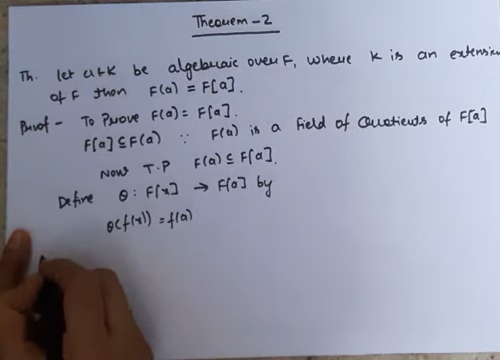 Theorem-2
Th. let a∈K be algebraic over F, where K is an extension
of F then F(a) = F[a].
Proof - To Prove F(a) = F[a].
F[a] ⊆ F(a) ∵ F(a) is a Field of Quotients of F[a]
Now T.P F(a) ⊆ F[a].
Define θ: F[x] → F[a] by
θ(f(x)) = f(a)